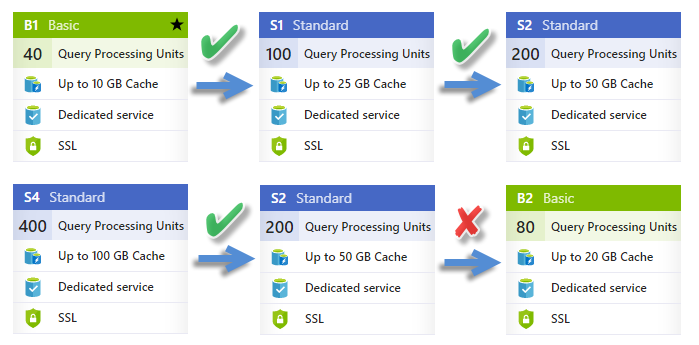 B1 Basic
40 Query Processing Units
Up to 10 GB Cache
Dedicated service
SSL
S1 Standard
100 Query Processing Units
Up to 25 GB Cache
Dedicated service
SSL
S2 Standard
200 Query Processing Units
Up to 50 GB Cache
Dedicated service
SSL
S4 Standard
400 Query Processing Units
Up to 100 GB Cache
Dedicated service
SSL
S2 Standard
200 Query Processing Units
Up to 50 GB Cache
Dedicated service
SSL
B2 Basic
80 Query Processing Units
Up to 20 GB Cache
Dedicated service
SSL